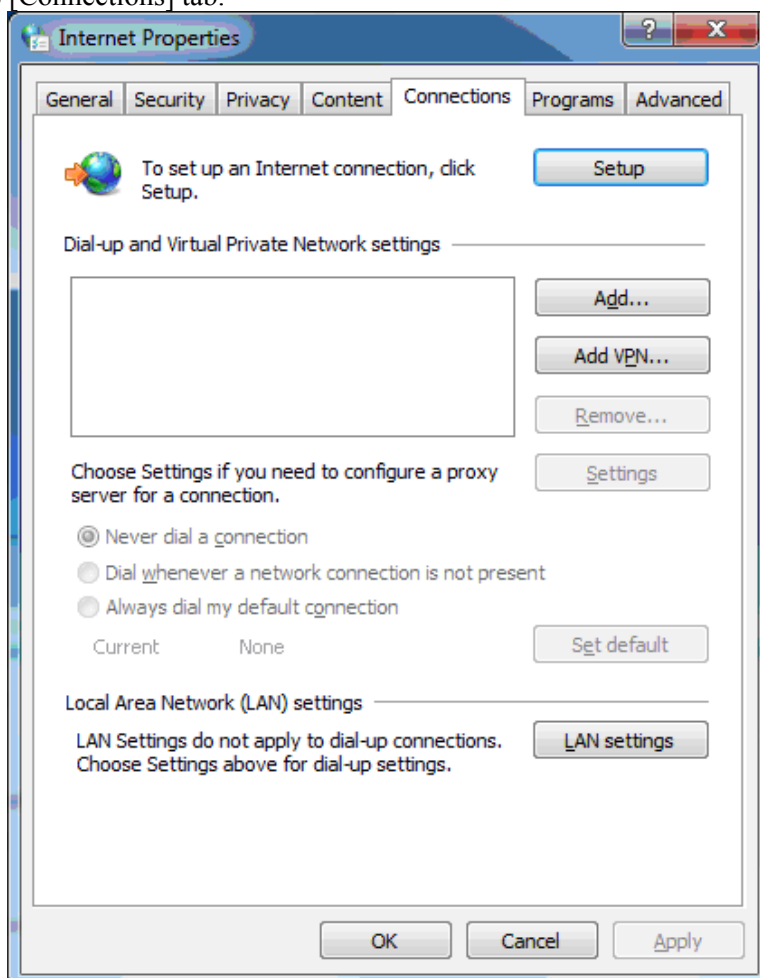 [Connections] tab.
Internet Properties
?
X
General Security Privacy Content Connections Programs Advanced
To set up an Internet connection, click
Setup.
Setup
Dial-up and Virtual Private Network settings
Add...
Add VPN...
Remove...
Choose Settings if you need to configure a proxy
server for a connection.
Settings
Never dial a connection
Dial whenever a network connection is not present
Always dial my default connection
Current None
Set default
Local Area Network (LAN) settings
LAN Settings do not apply to dial-up connections.
Choose Settings above for dial-up settings.
LAN settings
OK Cancel Apply